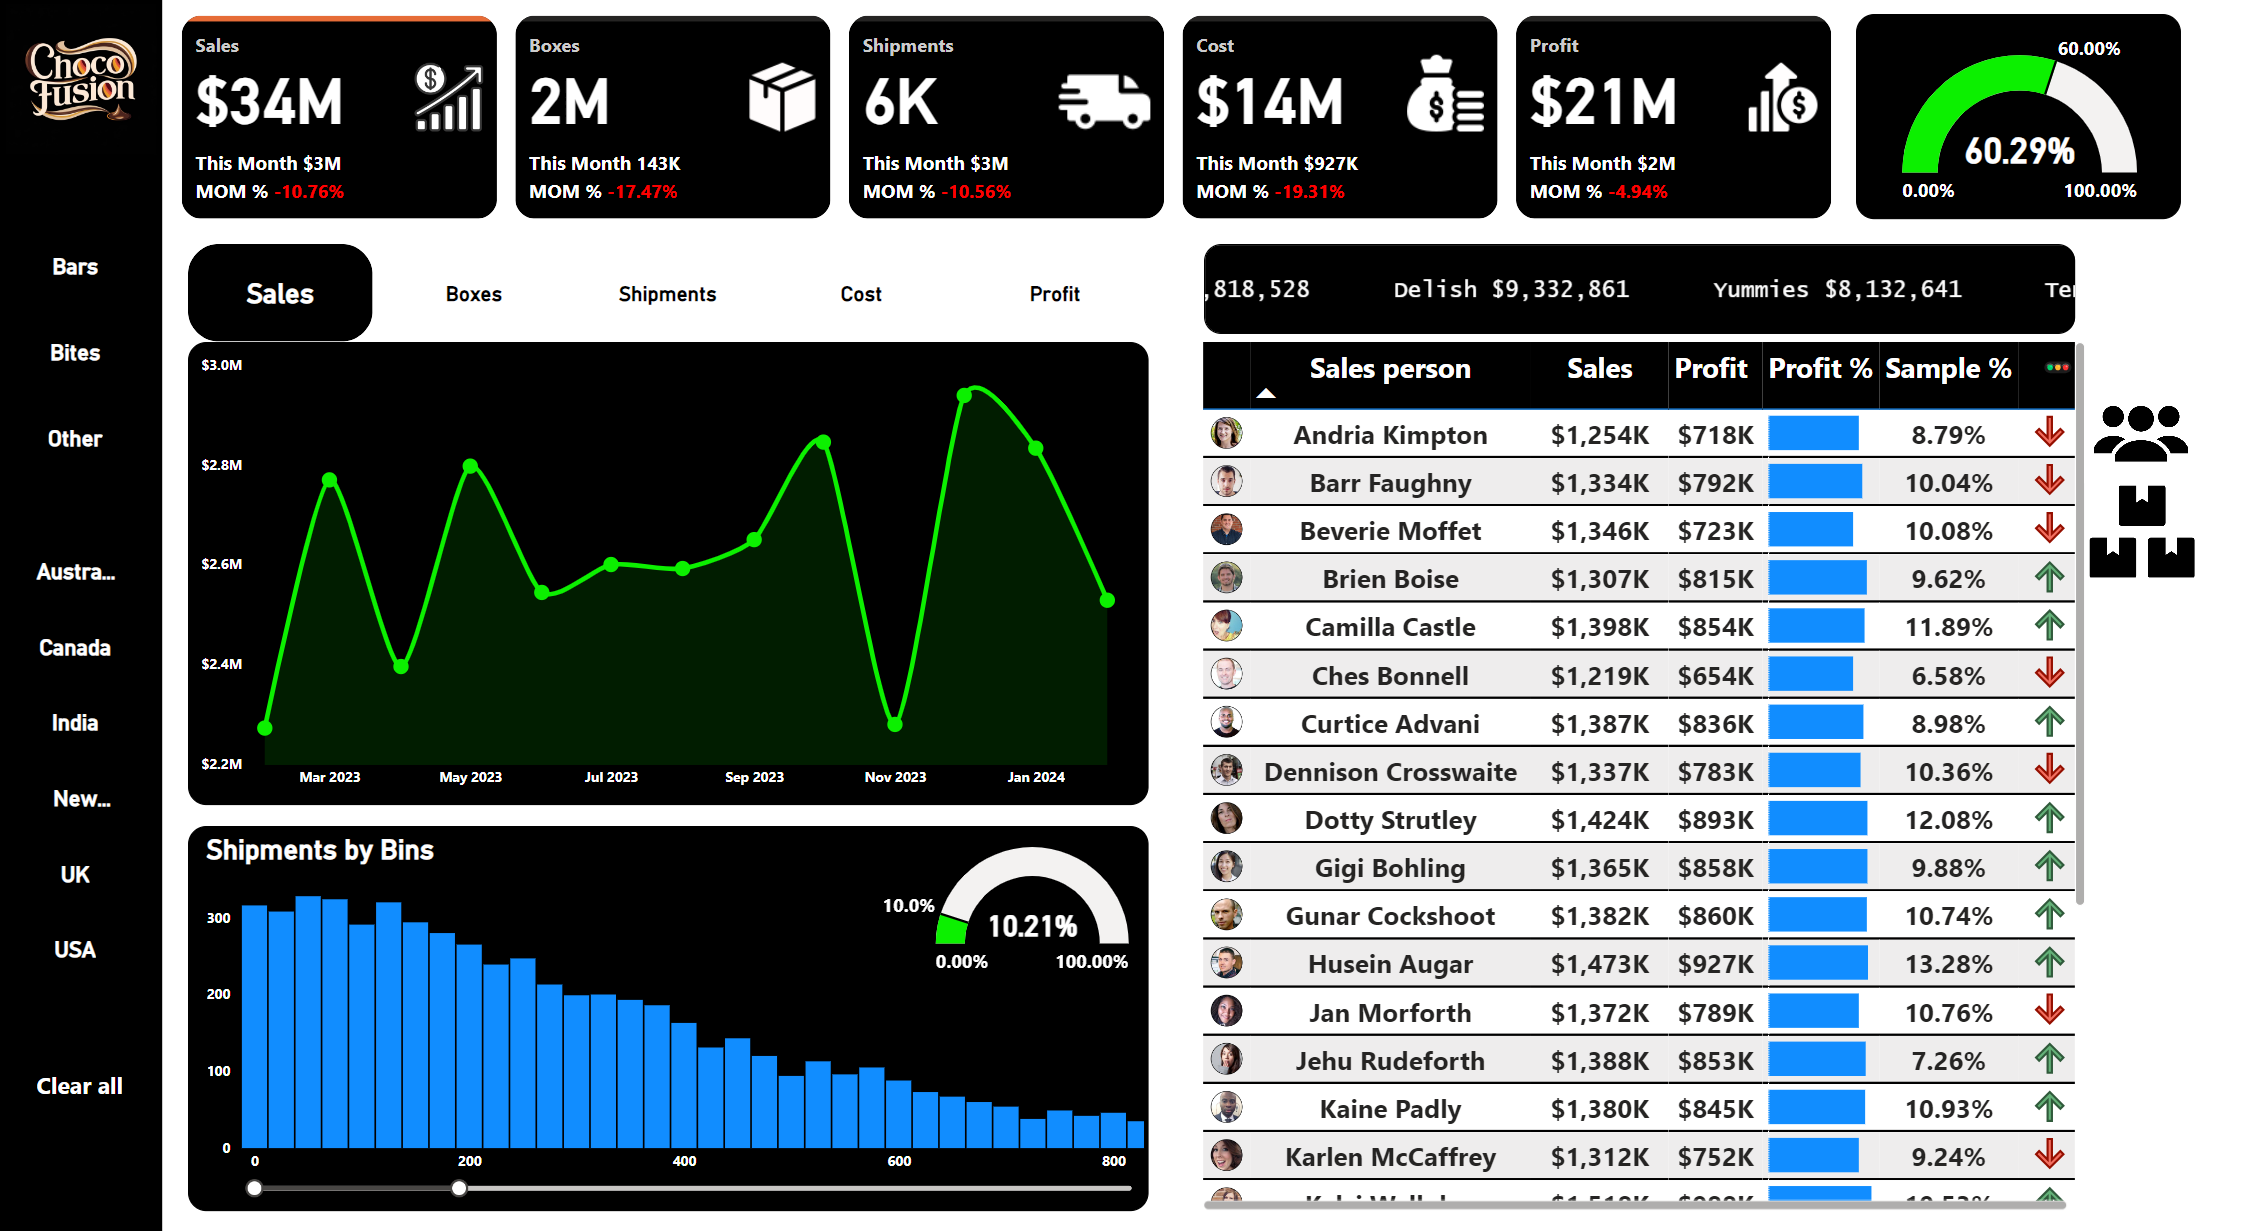 Choco
Fusion
Sales
$34M
This Month $3M
MOM % -10.76%
Boxes
2M
This Month 143K
MOM % -17.47%
Shipments
6K
This Month $3M
MOM % -10.56%
Cost
$14M
This Month $927K
MOM % -19.31%
Profit
$21M
This Month $2M
MOM % -4.94%
60.00%
60.29%
0.00% 100.00%
Bars
Bites
Other
Austra...
Canada
India
New...
UK
USA
Clear all
Sales Boxes Shipments Cost Profit
$3.0M
$2.8M
$2.6M
$2.4M
$2.2M
Mar 2023 May 2023 Jul 2023 Sep 2023 Nov 2023 Jan 2024
Shipments by Bins
10.0%
10.21%
0.00% 100.00%
300
200
100
0
0 200 400 600 800
,818,528 Delish $9,332,861 Yummies $8,132,641 Te
Sales person Sales Profit Profit % Sample %
Andria Kimpton $1,254K $718K 8.79%
Barr Faughny $1,334K $792K 10.04%
Beverie Moffet $1,346K $723K 10.08%
Brien Boise $1,307K $815K 9.62%
Camilla Castle $1,398K $854K 11.89%
Ches Bonnell $1,219K $654K 6.58%
Curtice Advani $1,387K $836K 8.98%
Dennison Crosswaite $1,337K $783K 10.36%
Dotty Strutley $1,424K $893K 12.08%
Gigi Bohling $1,365K $858K 9.88%
Gunar Cockshoot $1,382K $860K 10.74%
Husein Augar $1,473K $927K 13.28%
Jan Morforth $1,372K $789K 10.76%
Jehu Rudeforth $1,388K $853K 7.26%
Kaine Padly $1,380K $845K 10.93%
Karlen McCaffrey $1,312K $752K 9.24%